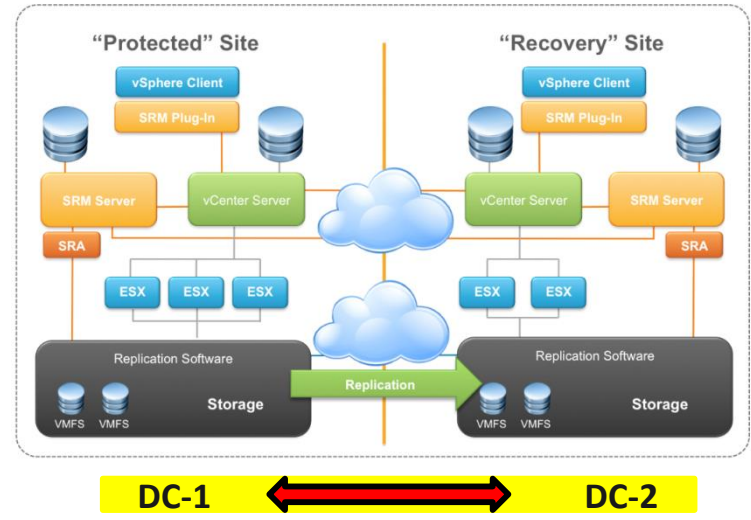 “Protected” Site
“Recovery” Site
vSphere Client
SRM Plug-In
vSphere Client
SRM Plug-In
SRM Server
vCenter Server
vCenter Server
SRM Server
SRA
SRA
ESX
ESX
ESX
ESX
ESX
Replication Software
Replication Software
Replication
Storage
Storage
VMFS
VMFS
VMFS
VMFS
DC-1
DC-2